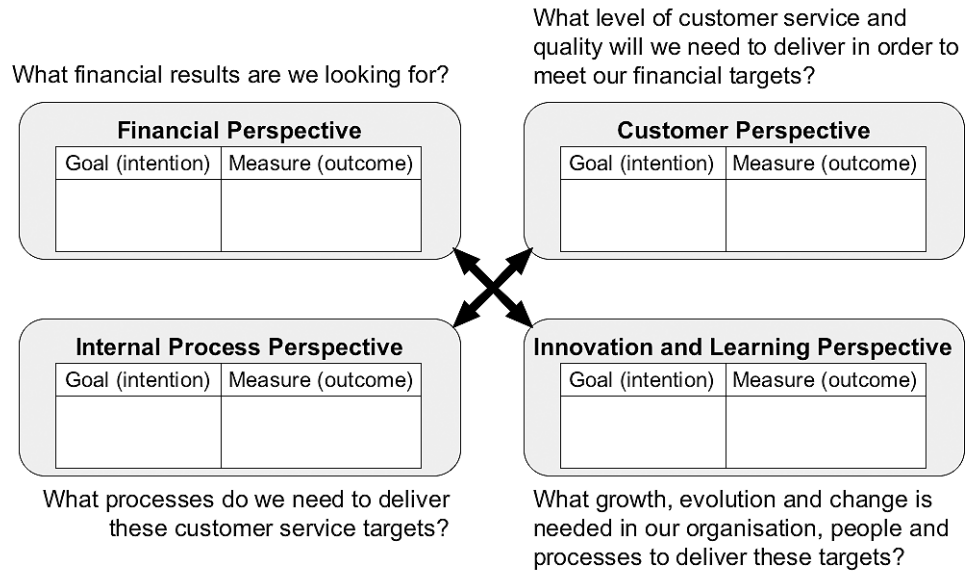 What financial results are we looking for?
What level of customer service and
quality will we need to deliver in order to
meet our financial targets?
Financial Perspective
Goal (intention) Measure (outcome)
Customer Perspective
Goal (intention) Measure (outcome)
Internal Process Perspective
Goal (intention) Measure (outcome)
Innovation and Learning Perspective
Goal (intention) Measure (outcome)
What processes do we need to deliver
these customer service targets?
What growth, evolution and change is
needed in our organisation, people and
processes to deliver these targets?